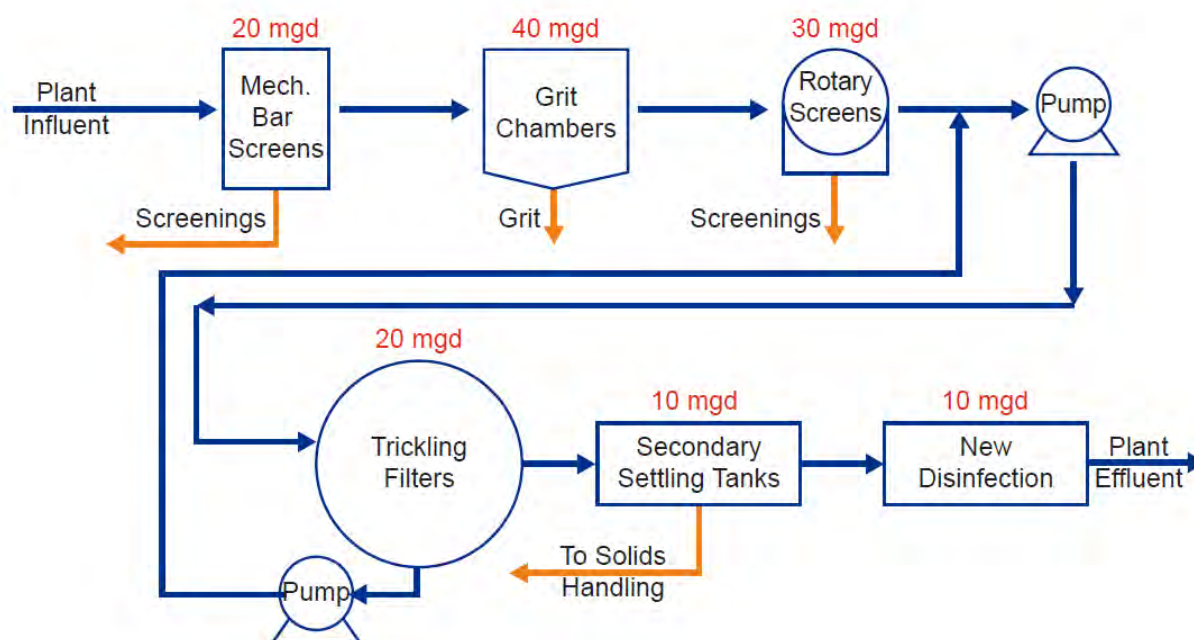 20 mgd
40 mgd
30 mgd
Plant
Influent
Mech.
Bar
Screens
Grit
Chambers
Rotary
Screens
Pump
Screenings
Grit
Screenings
20 mgd
10 mgd
10 mgd
Trickling
Filters
Secondary
Settling Tanks
New
Disinfection
Plant
Effluent
To Solids
Handling
Pump